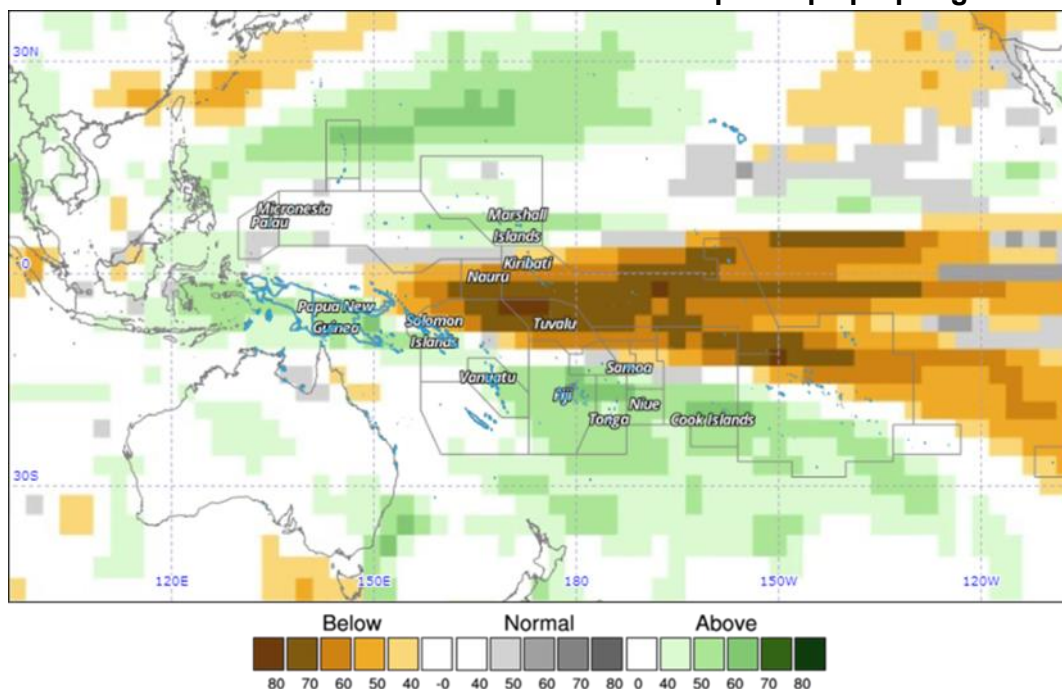 30N
Micronesia
Palau
Marshall
Islands
0
Kiribati
Nauru
Papua New
Guinea
Solomon
Islands
Tuvalu
Samoa
Vanuatu
Fiji
Niue
Tonga
Cook Islands
30S
120E 150E 180 150W 120W
Below Normal Above
80 70 60 50 40 -0 40 50 60 70 80 0 40 50 60 70 80